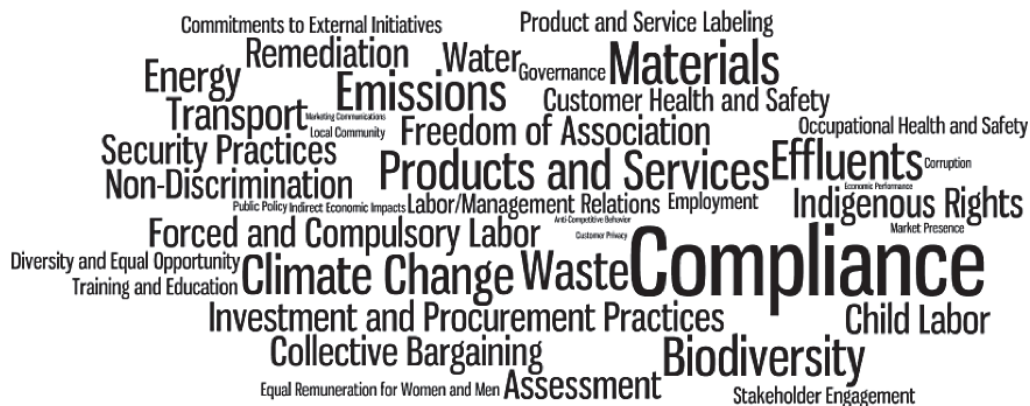 Commitments to External Initiatives
Product and Service Labeling
Remediation
Water
Governance
Materials
Energy
Emissions
Customer Health and Safety
Transport
Marketing Communications
Local Community
Freedom of Association
Occupational Health and Safety
Security Practices
Products and Services
Effluents
Corruption
Non-Discrimination
Economic Performance
Public Policy
Indirect Economic Impacts
Labor/Management Relations
Employment
Indigenous Rights
Anti-Competitive Behavior
Market Presence
Forced and Compulsory Labor
Customer Privacy
Compliance
Diversity and Equal Opportunity
Climate Change
Waste
Training and Education
Investment and Procurement Practices
Child Labor
Collective Bargaining
Biodiversity
Equal Remuneration for Women and Men
Assessment
Stakeholder Engagement